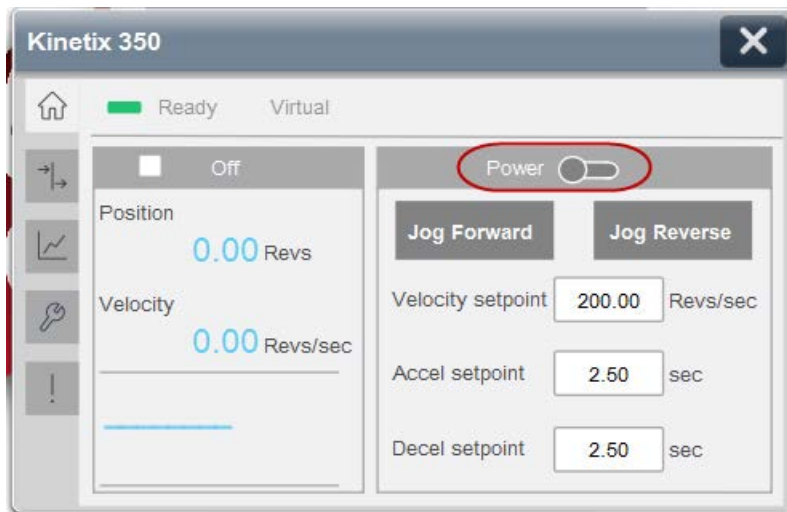 Kinetix 350
Ready Virtual
Off
Position
0.00 Revs
Velocity
0.00 Revs/sec
Power
Jog Forward Jog Reverse
Velocity setpoint 200.00 Revs/sec
Accel setpoint 2.50 sec
Decel setpoint 2.50 sec